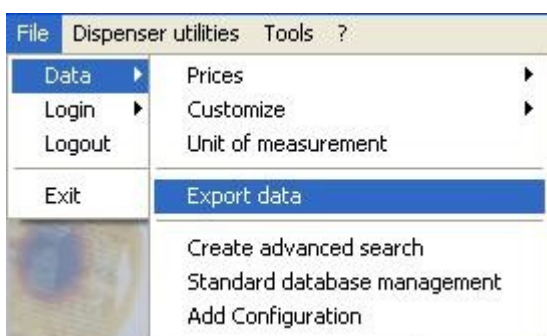 File Dispenser utilities Tools ?
Data
Login
Logout
Exit
Prices
Customize
Unit of measurement
Export data
Create advanced search
Standard database management
Add Configuration